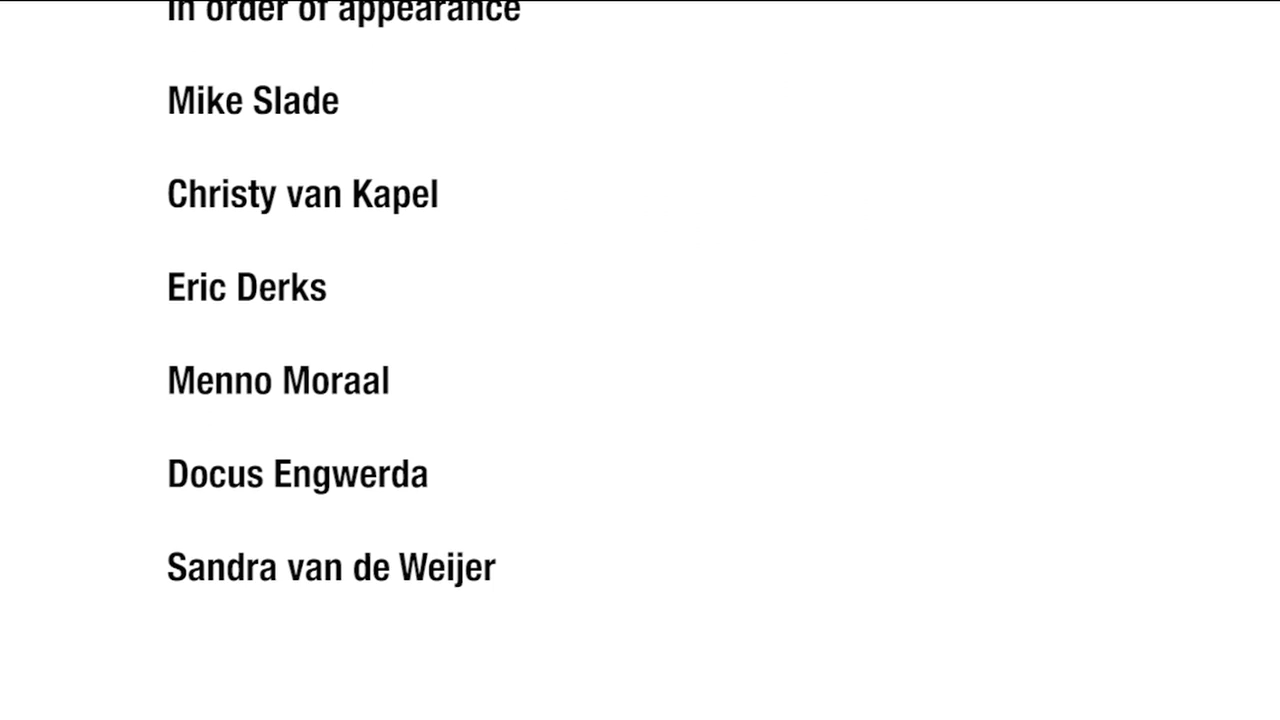 In order of appearance
Mike Slade
Christy van Kapel
Eric Derks
Menno Moraal
Docus Engwerda
Sandra van de Weijer